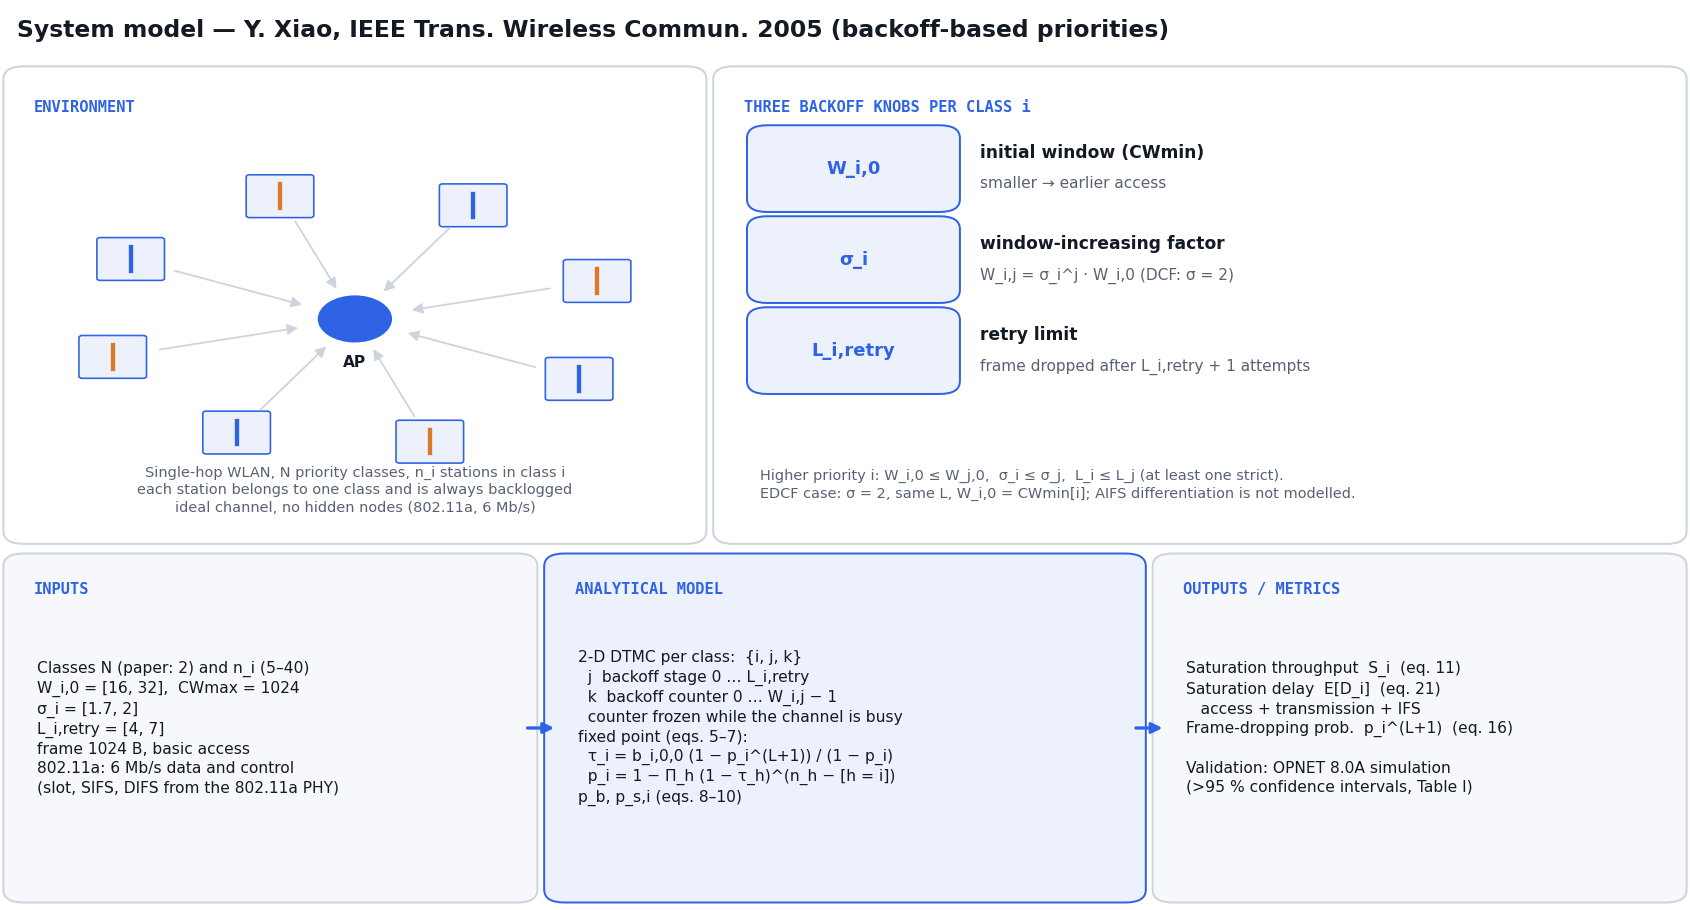 System model — Y. Xiao, IEEE Trans. Wireless Commun. 2005 (backoff-based priorities)
ENVIRONMENT
AP
Single-hop WLAN, N priority classes, n_i stations in class i
each station belongs to one class and is always backlogged
ideal channel, no hidden nodes (802.11a, 6 Mb/s)
THREE BACKOFF KNOBS PER CLASS i
W_i,0
initial window (CWmin)
smaller → earlier access
σ_i
window-increasing factor
W_i,j = σ_i^j · W_i,0 (DCF: σ = 2)
L_i,retry
retry limit
frame dropped after L_i,retry + 1 attempts
Higher priority i: W_i,0 ≤ W_j,0,  σ_i ≤ σ_j,  L_i ≤ L_j (at least one strict).
EDCF case: σ = 2, same L, W_i,0 = CWmin[i]; AIFS differentiation is not modelled.
INPUTS
Classes N (paper: 2) and n_i (5–40)
W_i,0 = [16, 32],  CWmax = 1024
σ_i = [1.7, 2]
L_i,retry = [4, 7]
frame 1024 B, basic access
802.11a: 6 Mb/s data and control
(slot, SIFS, DIFS from the 802.11a PHY)
ANALYTICAL MODEL
2-D DTMC per class:  {i, j, k}
j  backoff stage 0 … L_i,retry
k  backoff counter 0 … W_i,j − 1
counter frozen while the channel is busy
fixed point (eqs. 5–7):
τ_i = b_i,0,0 (1 − p_i^(L+1)) / (1 − p_i)
p_i = 1 − Π_h (1 − τ_h)^(n_h − [h = i])
p_b, p_s,i (eqs. 8–10)
OUTPUTS / METRICS
Saturation throughput  S_i  (eq. 11)
Saturation delay  E[D_i]  (eq. 21)
access + transmission + IFS
Frame-dropping prob.  p_i^(L+1)  (eq. 16)
Validation: OPNET 8.0A simulation
(>95 % confidence intervals, Table I)